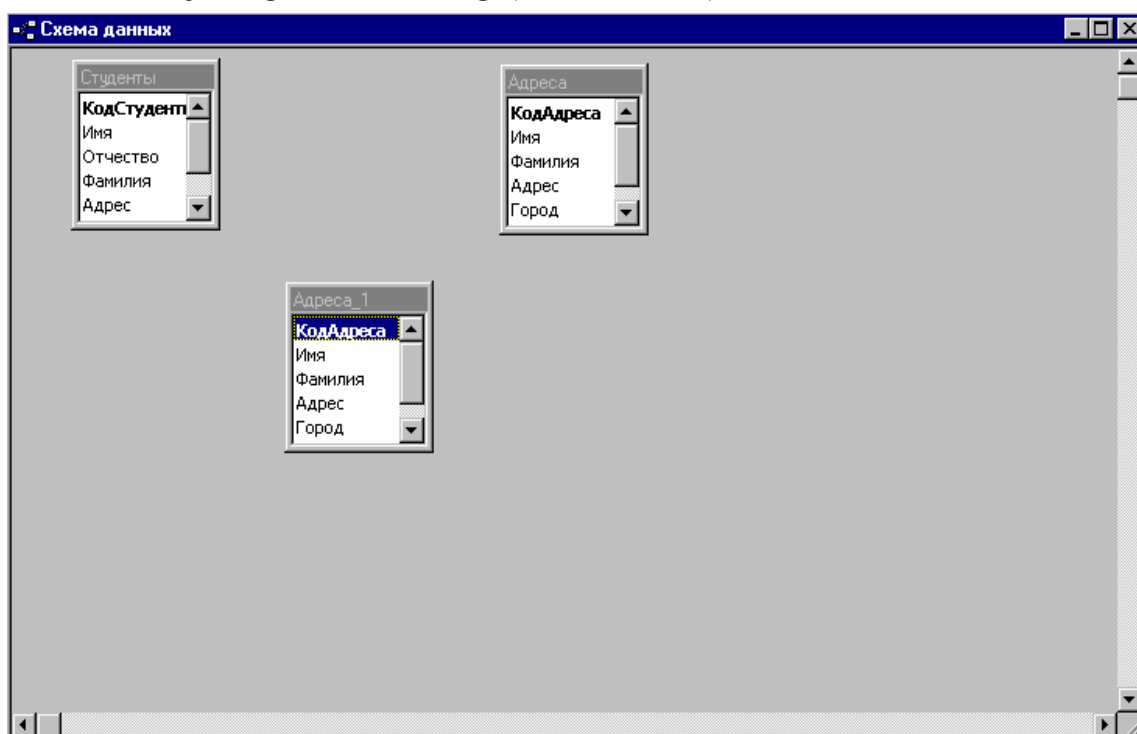 Схема данных
Студенты
КодСтудент
Имя
Отчество
Фамилия
Адрес
Адреса
КодАдреса
Имя
Фамилия
Адрес
Город
Адреса_1
КодАдреса
Имя
Фамилия
Адрес
Город